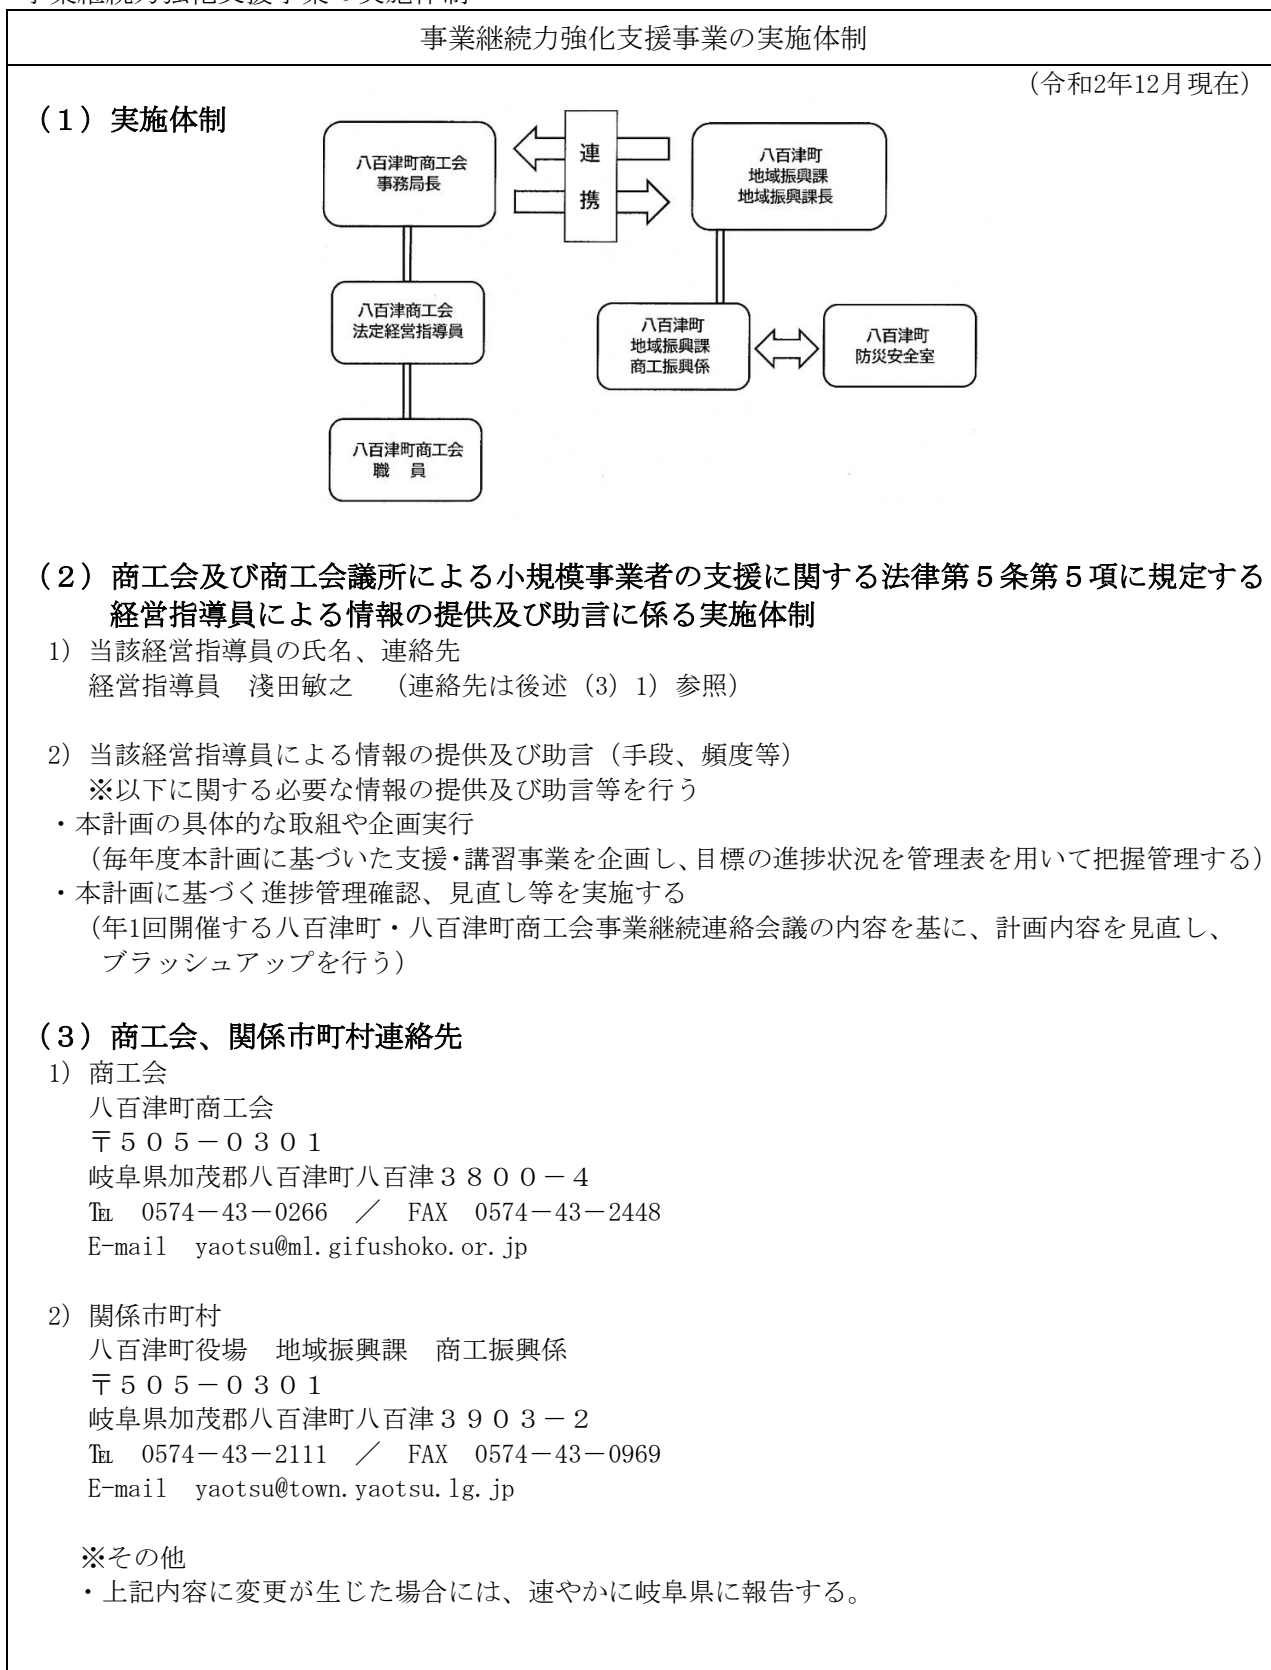 事業継続力強化支援事業の実施体制
事業継続力強化支援事業の実施体制
（令和2年12月現在）
（１）実施体制
八百津町商工会
事務局長
連
携
八百津町
地域振興課
地域振興課長
八百津商工会
法定経営指導員
八百津町
地域振興課
商工振興係
八百津町
防災安全室
八百津町商工会
職　員
（２）商工会及び商工会議所による小規模事業者の支援に関する法律第５条第５項に規定する
経営指導員による情報の提供及び助言に係る実施体制
1）当該経営指導員の氏名、連絡先
経営指導員　淺田敏之　（連絡先は後述（3）1）参照）
2）当該経営指導員による情報の提供及び助言（手段、頻度等）
※以下に関する必要な情報の提供及び助言等を行う
・本計画の具体的な取組や企画実行
（毎年度本計画に基づいた支援・講習事業を企画し、目標の進捗状況を管理表を用いて把握管理する）
・本計画に基づく進捗管理確認、見直し等を実施する
（年1回開催する八百津町・八百津町商工会事業継続連絡会議の内容を基に、計画内容を見直し、
ブラッシュアップを行う）
（３）商工会、関係市町村連絡先
1）商工会
八百津町商工会
〒５０５－０３０１
岐阜県加茂郡八百津町八百津３８００－４
℡　0574－43－0266　／　FAX　0574－43－2448
E-mail　yaotsu@ml.gifushoko.or.jp
2）関係市町村
八百津町役場　地域振興課　商工振興係
〒５０５－０３０１
岐阜県加茂郡八百津町八百津３９０３－２
℡　0574－43－2111　／　FAX　0574－43－0969
E-mail　yaotsu@town.yaotsu.lg.jp
※その他
・上記内容に変更が生じた場合には、速やかに岐阜県に報告する。